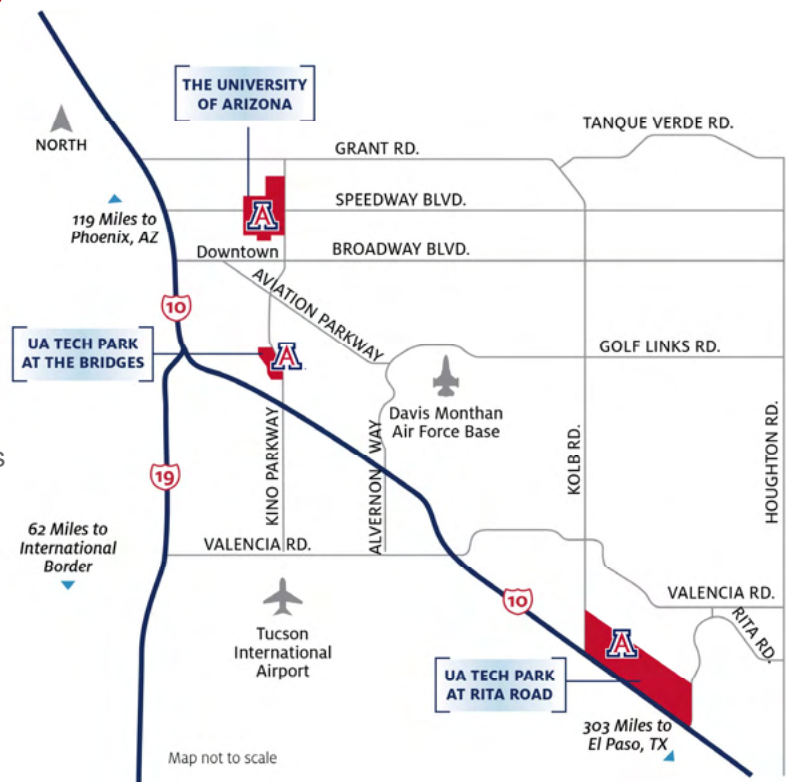 THE UNIVERSITY
OF ARIZONA
TANQUE VERDE RD.
NORTH
GRANT RD.
A
SPEEDWAY BLVD.
119 Miles to
Phoenix, AZ
Downtown
BROADWAY BLVD.
AVIATION PARKWAY
10
UA TECH PARK
AT THE BRIDGES
A
GOLF LINKS RD.
Davis Monthan
Air Force Base
KINO PARKWAY
ALVERNON WAY
KOLB RD.
HOUGHTON RD.
S
19
62 Miles to
International
Border
VALENCIA RD.
10
VALENCIA RD.
RITA RD.
Tucson
International
Airport
A
UA TECH PARK
AT RITA ROAD
303 Miles to
El Paso, TX
Map not to scale